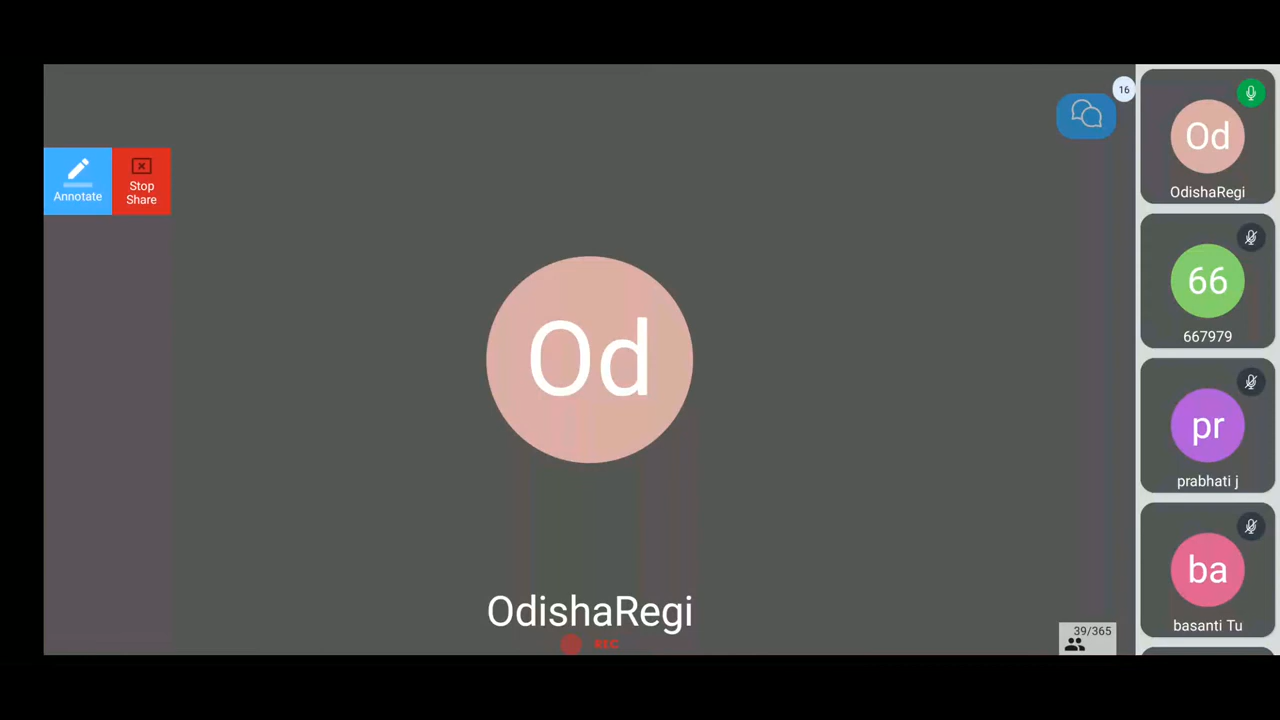 16
Annotate
Stop
Share
Od
OdishaRegi
REC
39/365
Od
OdishaRegi
66
667979
pr
prabhati j
ba
basanti Tu